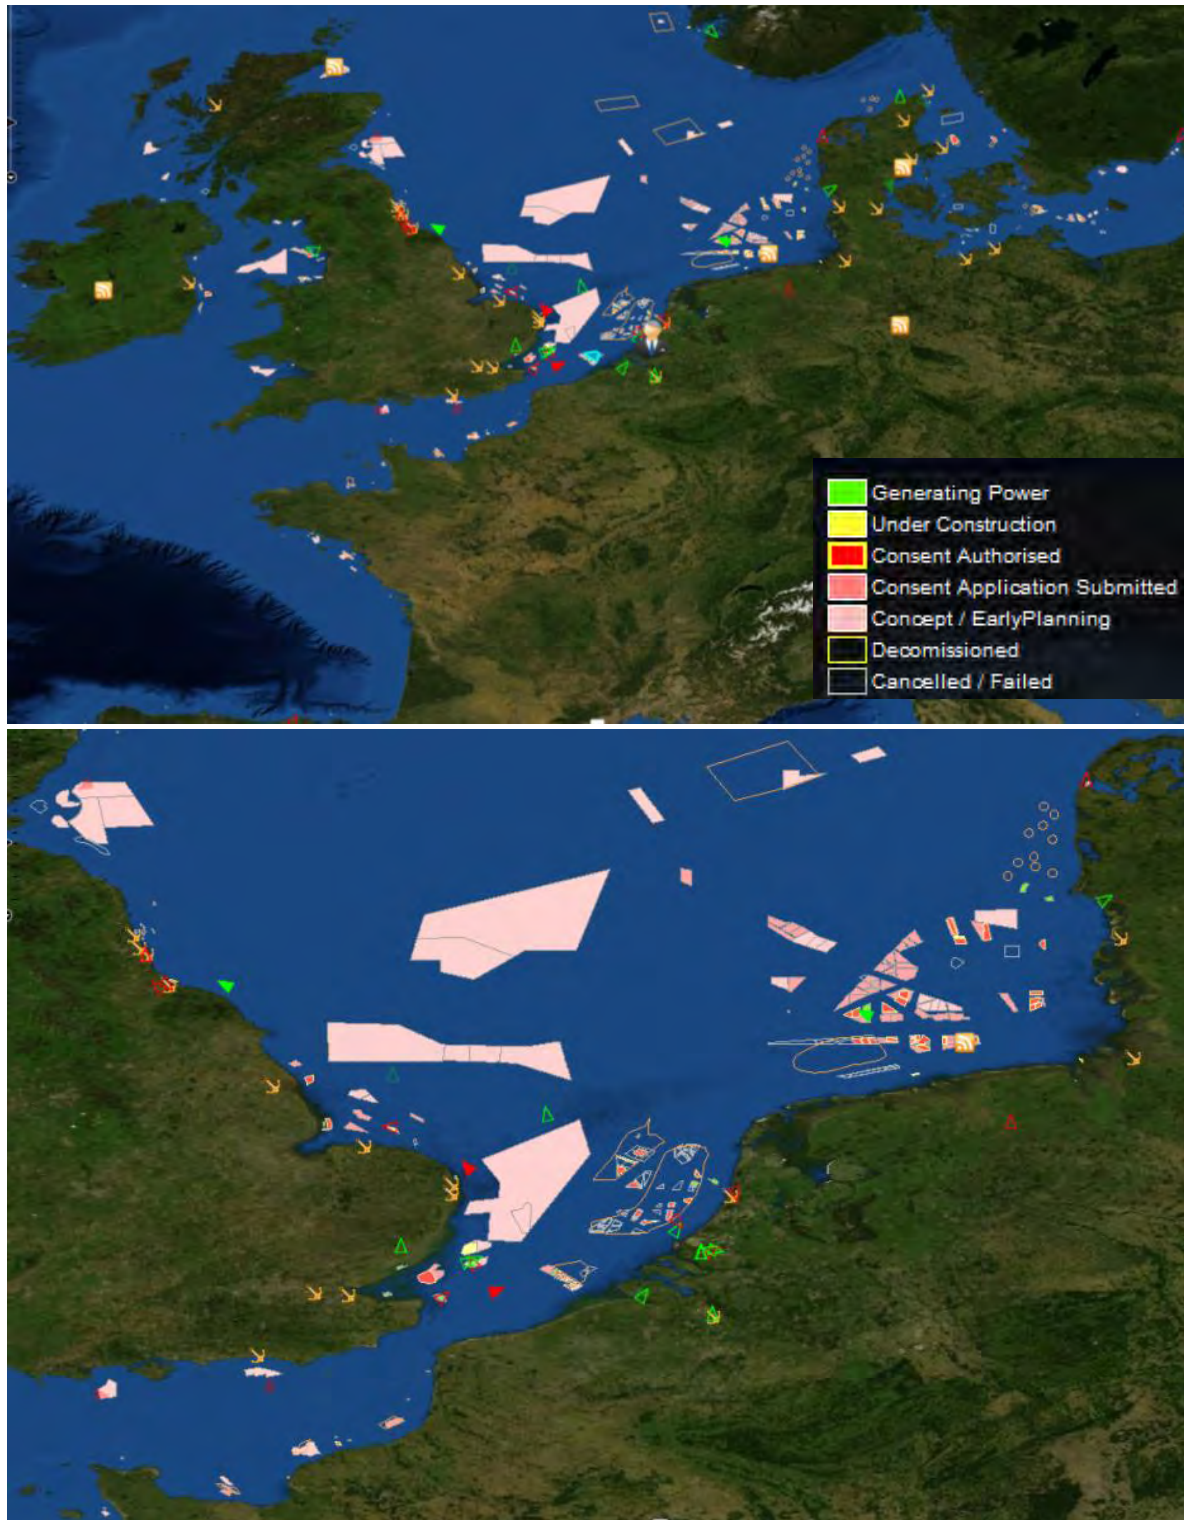 Generating Power
Under Construction
Consent Authorised
Consent Application Submitted
Concept / EarlyPlanning
Decomissioned
Cancelled / Failed